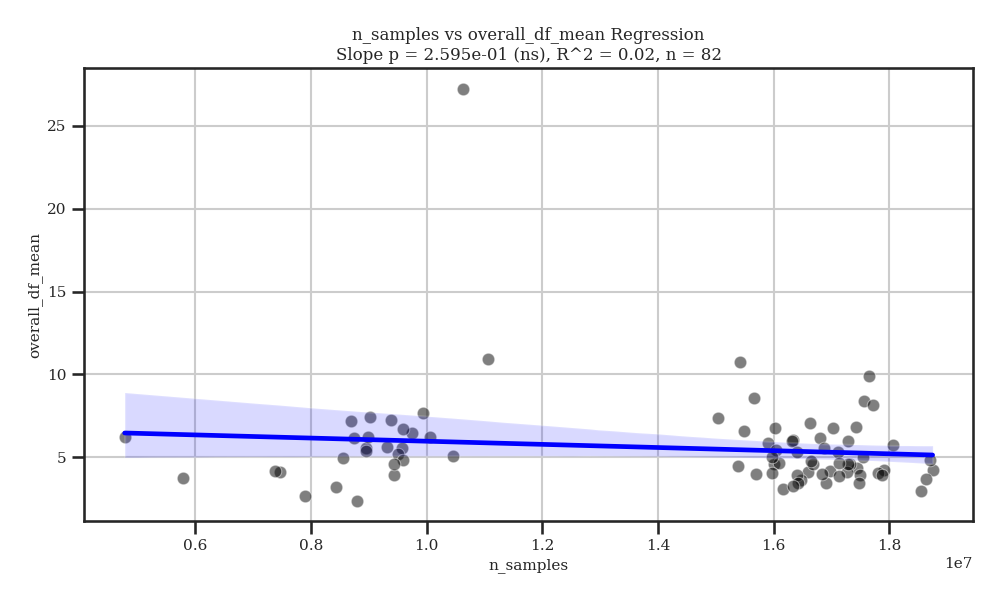 n_samples vs overall_df_mean Regression
Slope p = 2.595e-01 (ns), R^2 = 0.02, n = 82
overall_df_mean
25
20
15
10
5
0.6 0.8 1.0 1.2 1.4 1.6 1.8
1e7
n_samples